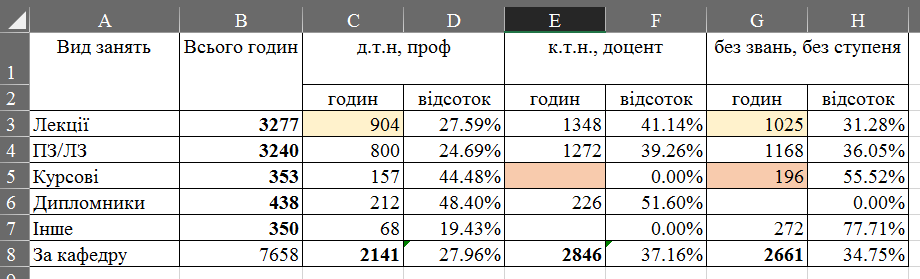 A B C D E F G H
1 Вид занять Всього годин д.т.н, проф к.т.н., доцент без звань, без ступеня
2 годин відсоток годин відсоток годин відсоток
3 Лекції 3277 904 27.59% 1348 41.14% 1025 31.28%
4 ПЗ/ЛЗ 3240 800 24.69% 1272 39.26% 1168 36.05%
5 Курсові 353 157 44.48% 0.00% 196 55.52%
6 Дипломники 438 212 48.40% 226 51.60% 0.00%
7 Інше 350 68 19.43% 0.00% 272 77.71%
8 За кафедру 7658 2141 27.96% 2846 37.16% 2661 34.75%